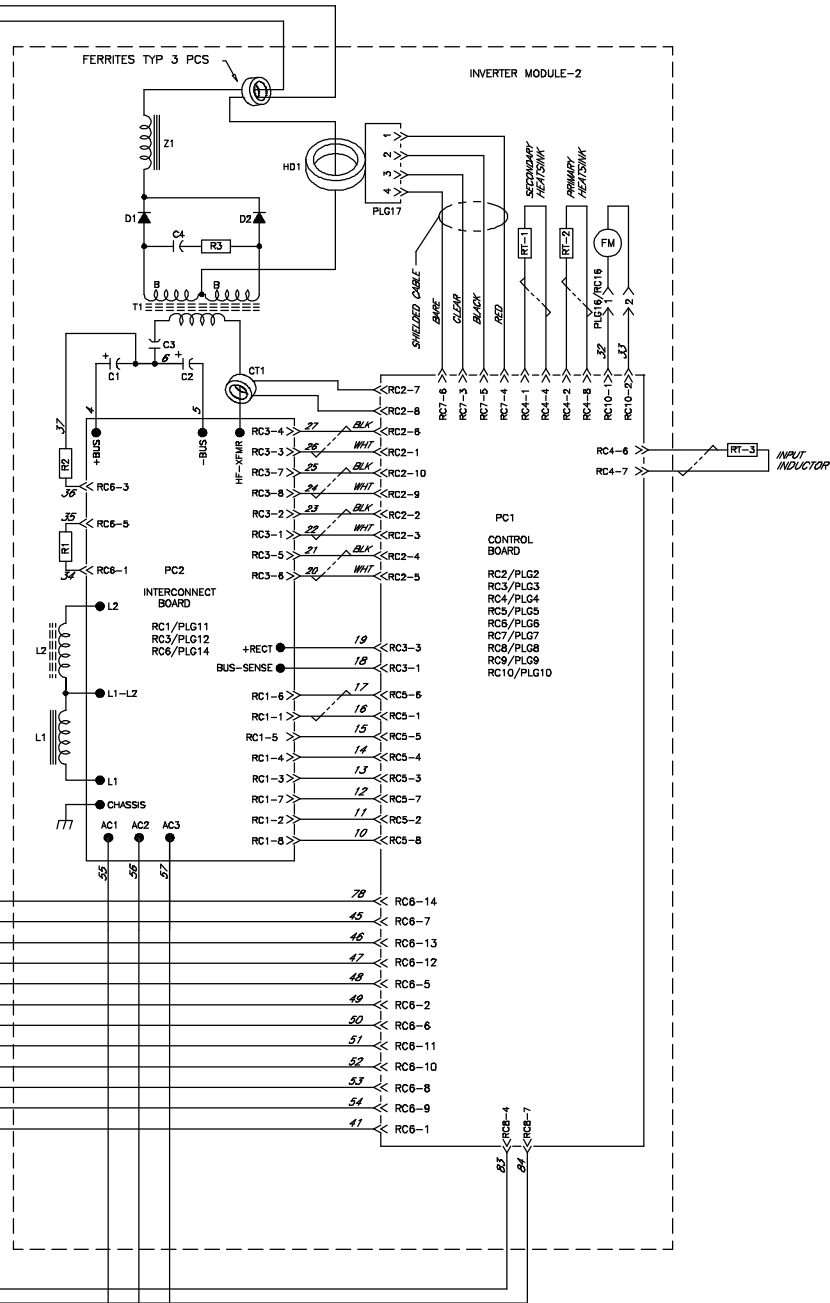 FERRITES TYP 3 PCS
INVERTER MODULE-2
Z1
HD1
1
2
3
4
PLG17
SECONDARY
HEATSINK
PRIMARY
HEATSINK
D1
D2
C4
R3
RT-1
RT-2
FM
SHIELDED CABLE
BARE
CLEAR
BLACK
RED
PLG16/RC16
1
2
32
33
B
B
T1
C3
6
+
C1
+
C2
CT1
4
5
37
+BUS
-BUS
HF-XFMR
RC7-6
RC7-3
RC7-5
RC7-4
RC4-1
RC4-4
RC4-2
RC4-8
RC10-1
RC10-2
RC2-7
RC2-8
RC3-4 27 BLK RC2-6
RC3-3 26 WHT RC2-1
RC3-7 25 BLK RC2-10
RC3-8 24 WHT RC2-9
RC3-2 23 BLK RC2-2
RC3-1 22 WHT RC2-3
RC3-5 21 BLK RC2-4
RC3-6 20 WHT RC2-5
R2
36
RC6-3
35
RC6-5
R1
34
RC6-1
RC4-6
RC4-7
RT-3
INPUT
INDUCTOR
PC1
CONTROL
BOARD
RC2/PLG2
RC3/PLG3
RC4/PLG4
RC5/PLG5
RC6/PLG6
RC7/PLG7
RC8/PLG8
RC9/PLG9
RC10/PLG10
PC2
INTERCONNECT
BOARD
RC1/PLG11
RC3/PLG12
RC6/PLG14
L2
L2
L1-L2
L1
L1
CHASSIS
AC1 AC2 AC3
55
56
57
+RECT 19 RC3-3
BUS-SENSE 18 RC3-1
RC1-6 17 RC5-6
RC1-1 16 RC5-1
RC1-5 15 RC5-5
RC1-4 14 RC5-4
RC1-3 13 RC5-3
RC1-7 12 RC5-7
RC1-2 11 RC5-2
RC1-8 10 RC5-8
78 RC6-14
45 RC6-7
46 RC6-13
47 RC6-12
48 RC6-5
49 RC6-2
50 RC6-6
51 RC6-11
52 RC6-10
53 RC6-8
54 RC6-9
41 RC6-1
RC8-4
RC8-7
83
84